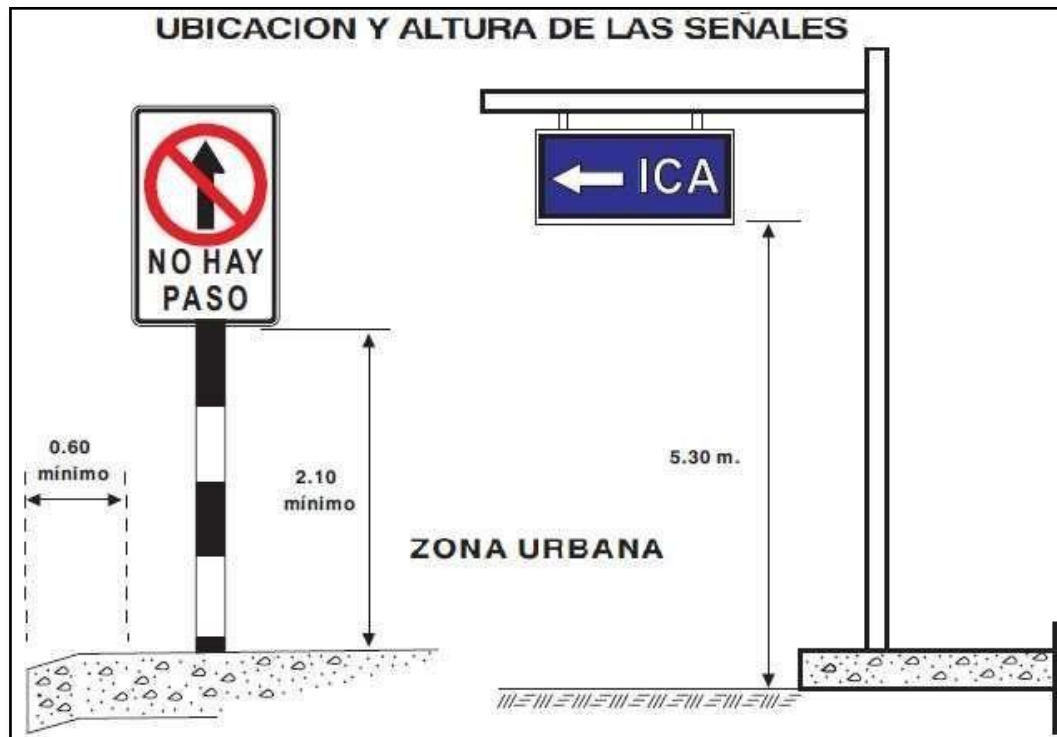 UBICACION Y ALTURA DE LAS SEÑALES
NO HAY
PASO
ICA
0.60
mínimo
2.10
mínimo
5.30 m.
ZONA URBANA